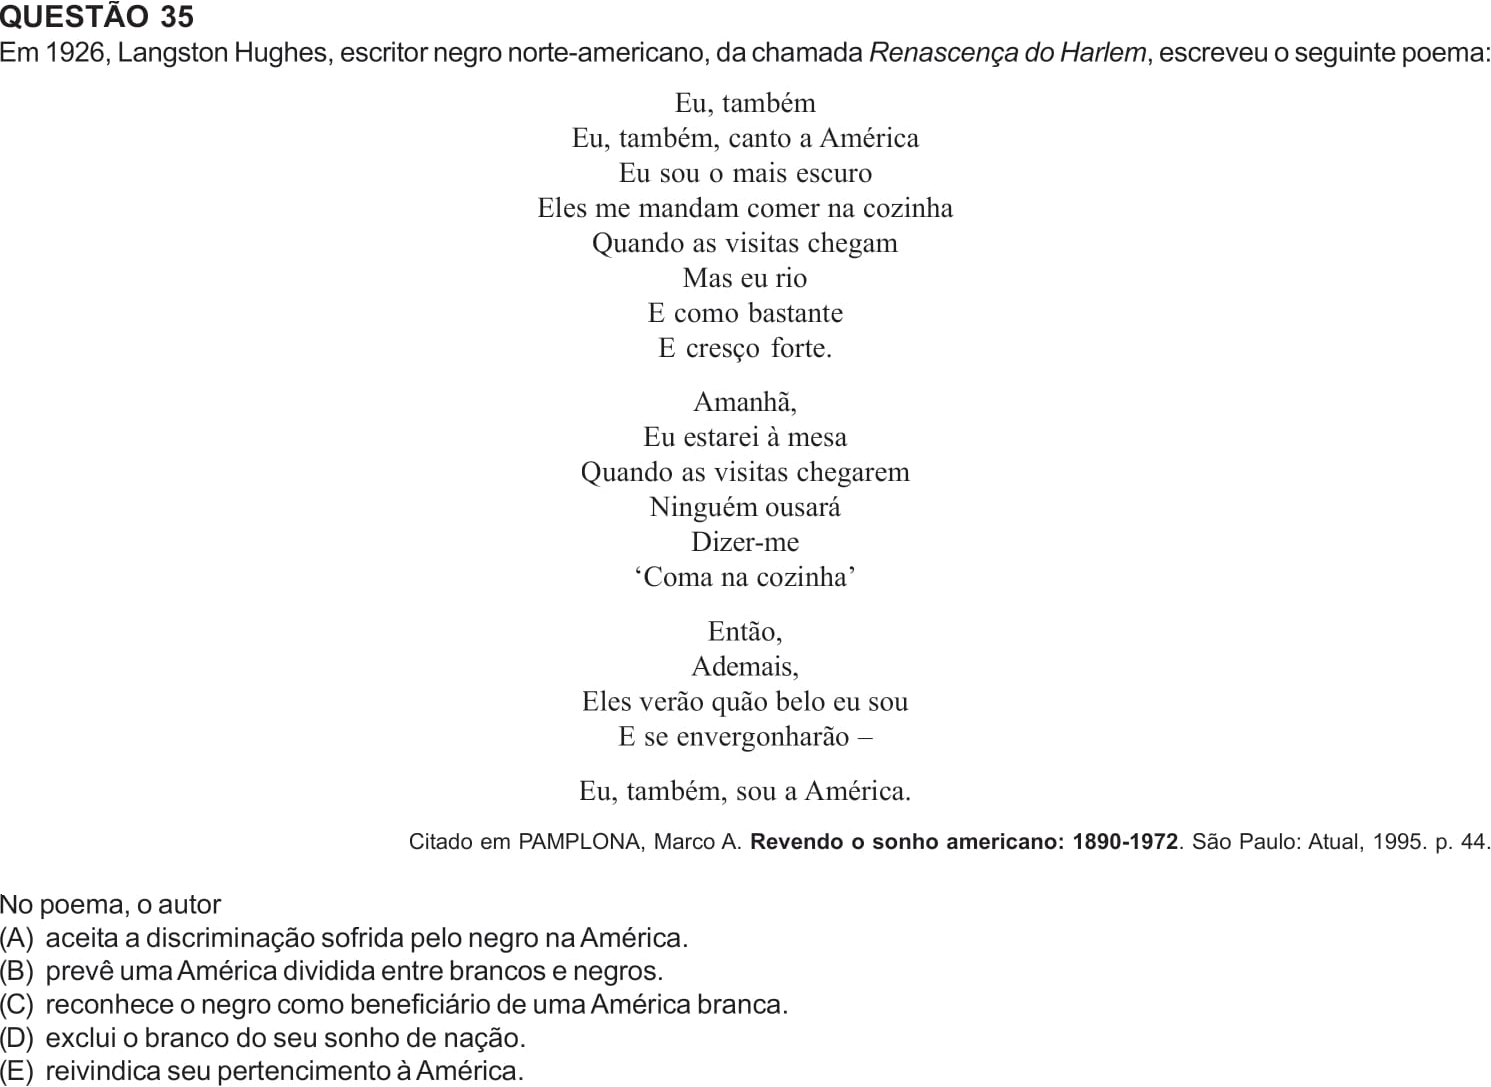 QUESTÃO 35
Em 1926, Langston Hughes, escritor negro norte-americano, da chamada Renascença do Harlem, escreveu o seguinte poema:
Eu, também
Eu, também, canto a América
Eu sou o mais escuro
Eles me mandam comer na cozinha
Quando as visitas chegam
Mas eu rio
E como bastante
E cresço forte.
Amanhã,
Eu estarei à mesa
Quando as visitas chegarem
Ninguém ousará
Dizer-me
‘Coma na cozinha’
Então,
Ademais,
Eles verão quão belo eu sou
E se envergonharão –
Eu, também, sou a América.
Citado em PAMPLONA, Marco A. Revendo o sonho americano: 1890-1972. São Paulo: Atual, 1995. p. 44.
No poema, o autor
(A) aceita a discriminação sofrida pelo negro na América.
(B) prevê uma América dividida entre brancos e negros.
(C) reconhece o negro como beneficiário de uma América branca.
(D) exclui o branco do seu sonho de nação.
(E) reivindica seu pertencimento à América.